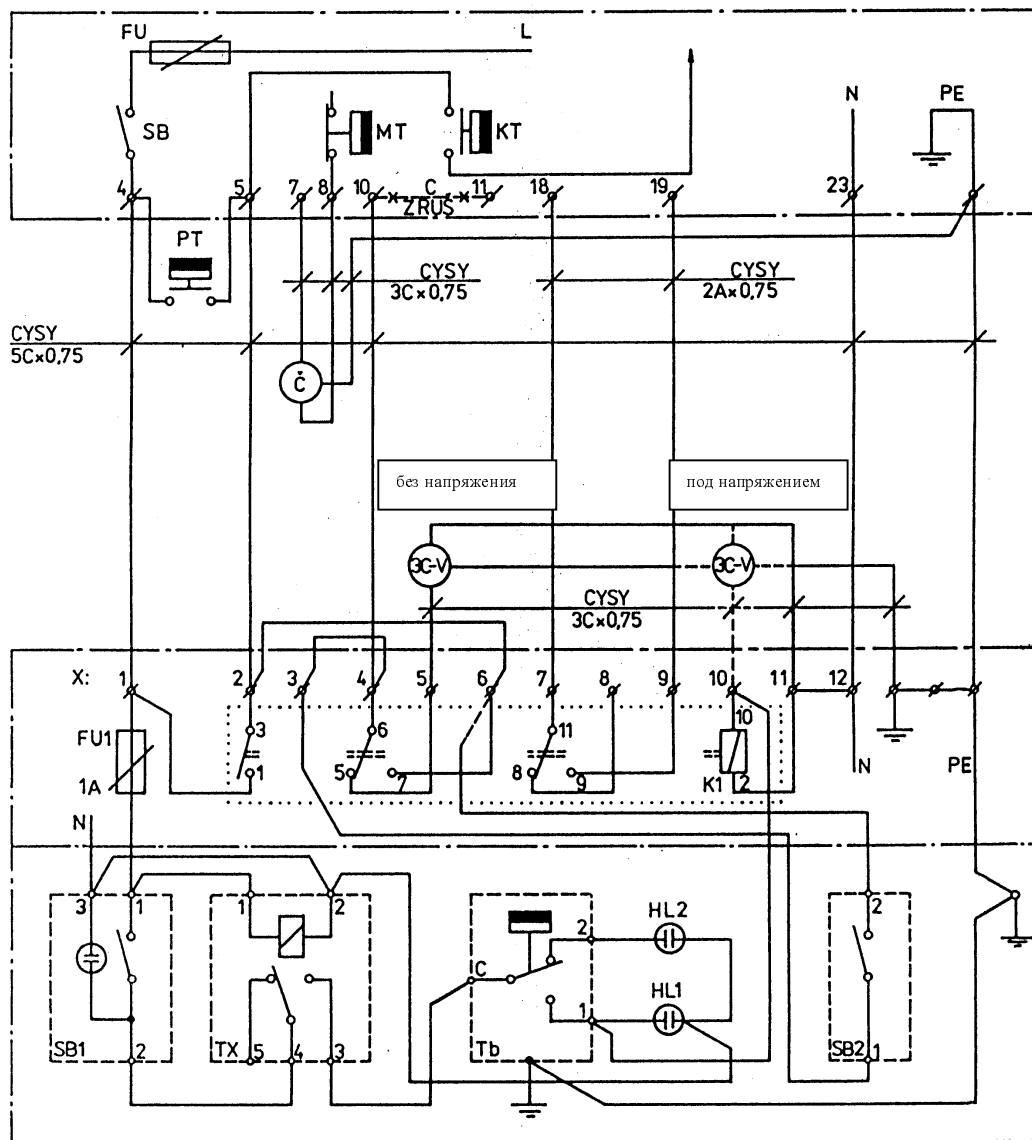 FU
L
SB
MT
KT
N
PE
4
5
7
8
10
C
11
ZRUŠ
18
19
23
PT
CYSY
3C×0,75
CYSY
2A×0,75
CYSY
5C×0,75
Č
без напряжения
под напряжением
3C-V
3C-V
CYSY
3C×0,75
X:
1
2
3
4
5
6
7
8
9
10
11
12
FU1
1A
3
1
6
5
7
11
8
9
10
K1
2
N
PE
N
3
1
1
2
SB1
2
TX
5
4
3
C
2
1
Tb
HL2
HL1
2
SB2
1